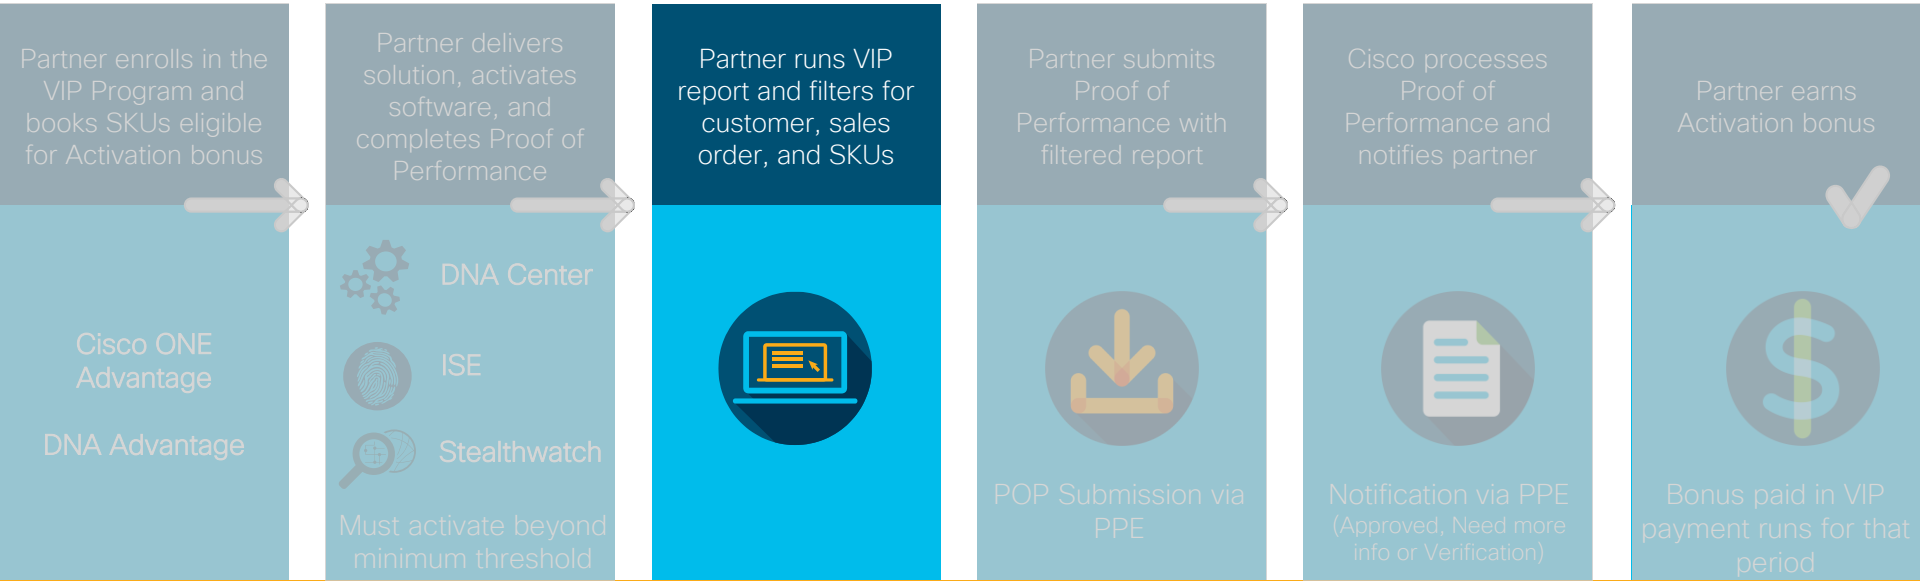 Partner enrolls in the
VIP Program and
books SKUs eligible
for Activation bonus
Cisco ONE
Advantage
DNA Advantage
Partner delivers
solution, activates
software, and
completes Proof of
Performance
DNA Center
ISE
Stealthwatch
Must activate beyond
minimum threshold
Partner runs VIP
report and filters for
customer, sales
order, and SKUs
Partner submits
Proof of
Performance with
filtered report
POP Submission via
PPE
Cisco processes
Proof of
Performance and
notifies partner
Notification via PPE
(Approved, Need more
info or Verification)
Partner earns
Activation bonus
Bonus paid in VIP
payment runs for that
period